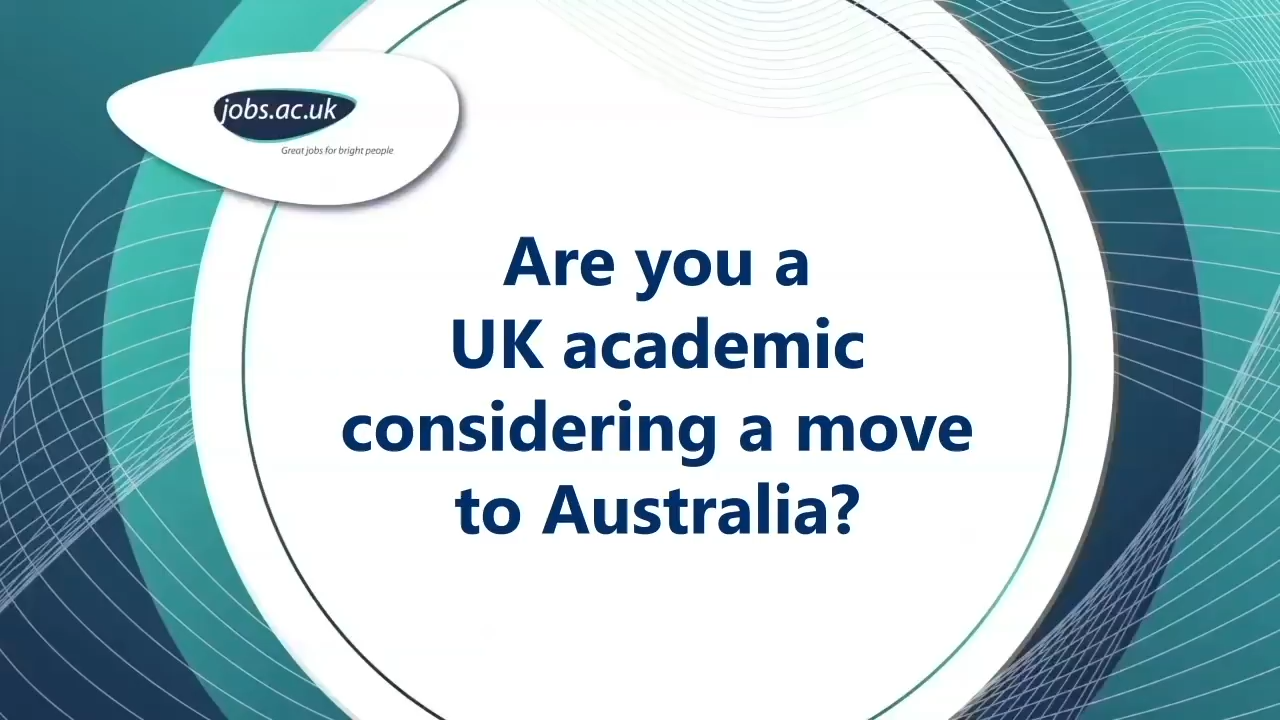 jobs.ac.uk
Great jobs for bright people
Are you a
UK academic
considering a move
to Australia?